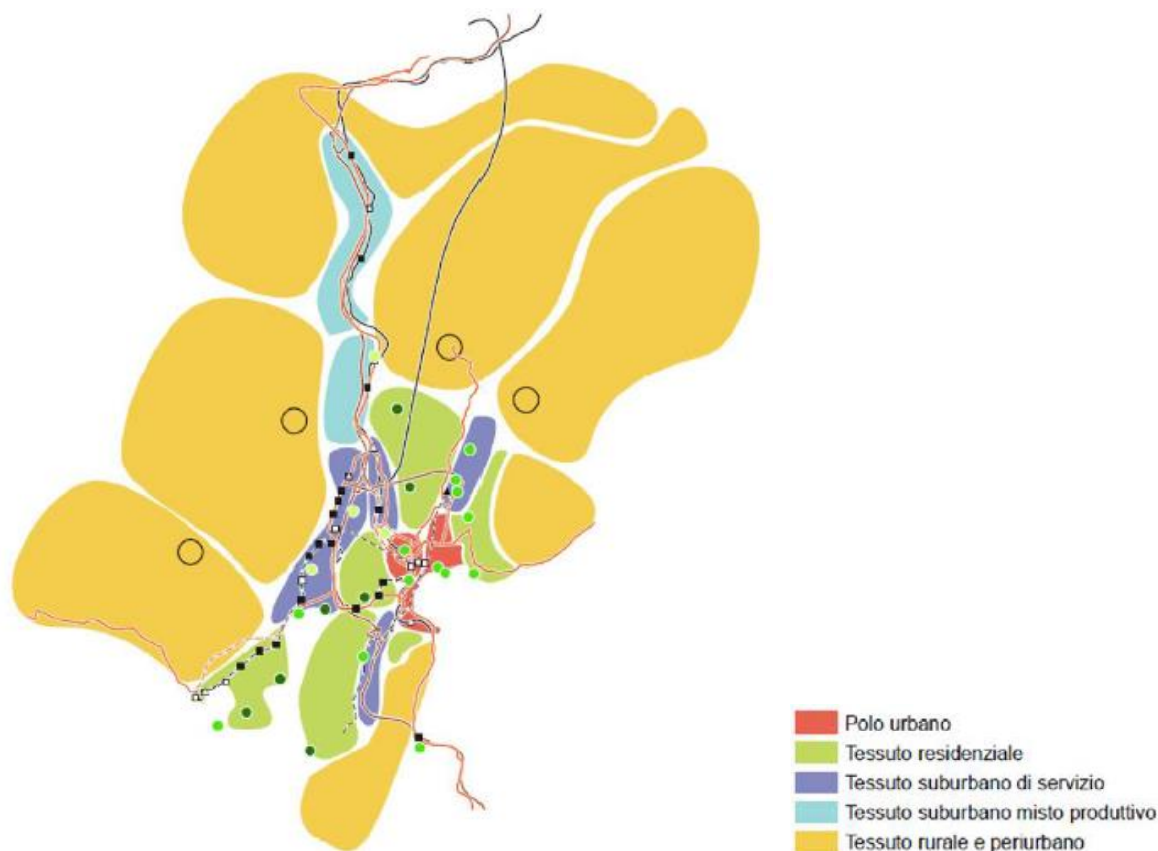 Polo urbano
Tessuto residenziale
Tessuto suburbano di servizio
Tessuto suburbano misto produttivo
Tessuto rurale e periurbano